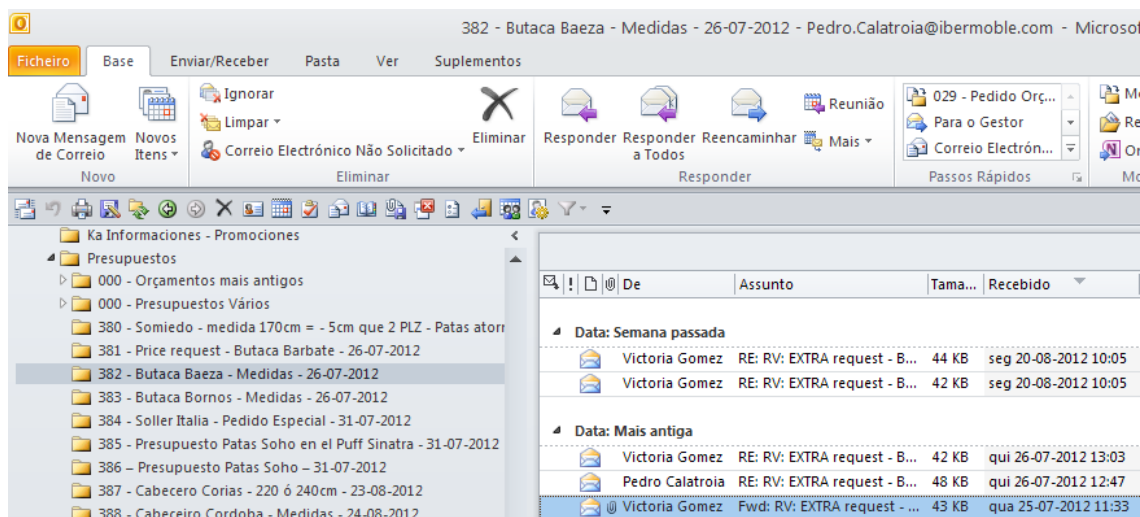 382 - Butaca Baeza - Medidas - 26-07-2012 - Pedro.Calatroia@ibermoble.com - Microsof
Ficheiro Base Enviar/Receber Pasta Ver Suplementos
Nova Mensagem de Correio
Novos Itens
Ignorar
Limpar
Correio Electrónico Não Solicitado
Eliminar
Responder
Responder a Todos
Reencaminhar
Reunião
Mais
029 - Pedido Orç...
Para o Gestor
Correio Electrón...
Novo Eliminar Responder Passos Rápidos
Ka Informaciones - Promociones
Presupuestos
000 - Orçamentos mais antigos
000 - Presupuestos Vários
380 - Somiedo - medida 170cm = - 5cm que 2 PLZ - Patas atorr
381 - Price request - Butaca Barbate - 26-07-2012
382 - Butaca Baeza - Medidas - 26-07-2012
383 - Butaca Bornos - Medidas - 26-07-2012
384 - Soller Italia - Pedido Especial - 31-07-2012
385 - Presupuesto Patas Soho en el Puff Sinatra - 31-07-2012
386 – Presupuesto Patas Soho – 31-07-2012
387 - Cabecero Corias - 220 ó 240cm - 23-08-2012
388 - Cabeceiro Cordoba - Medidas - 24-08-2012
De Assunto Tama... Recebido
Data: Semana passada
Victoria Gomez RE: RV: EXTRA request - B... 44 KB seg 20-08-2012 10:05
Victoria Gomez RE: RV: EXTRA request - B... 42 KB seg 20-08-2012 10:05
Data: Mais antiga
Victoria Gomez RE: RV: EXTRA request - B... 42 KB qui 26-07-2012 13:03
Pedro Calatroia RE: RV: EXTRA request - B... 48 KB qui 26-07-2012 12:47
Victoria Gomez Fwd: RV: EXTRA request - ... 43 KB qua 25-07-2012 11:33